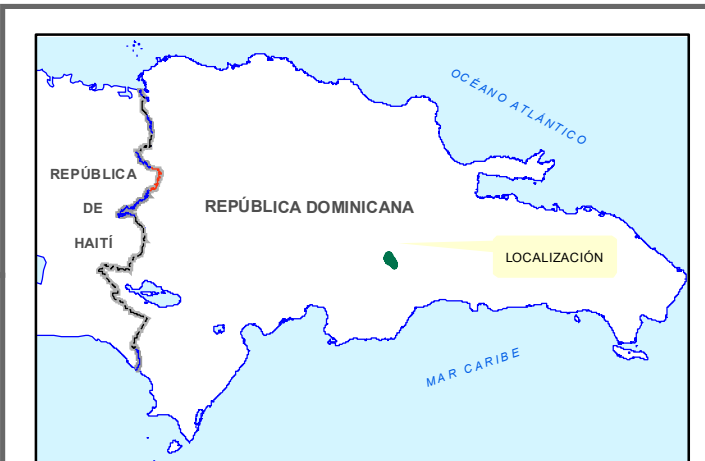 OCÉANO ATLÁNTICO
REPÚBLICA
DE
HAITÍ
REPÚBLICA DOMINICANA
LOCALIZACIÓN
MAR CARIBE